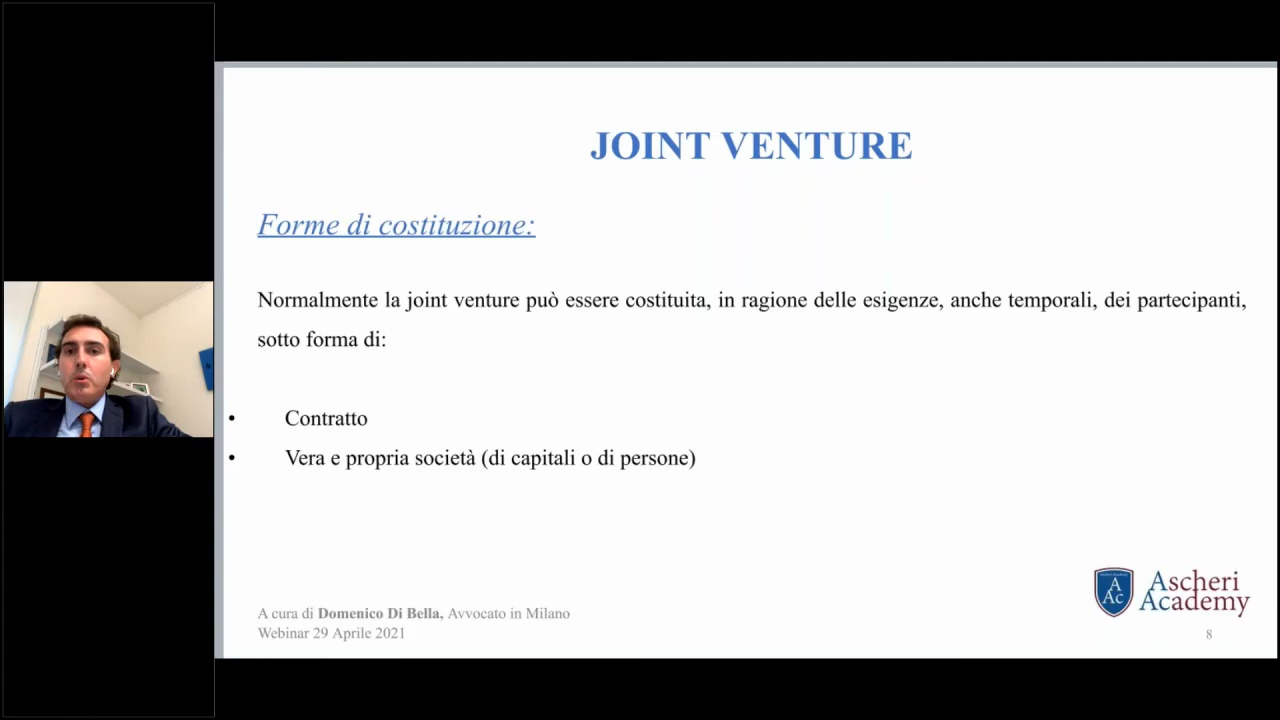 JOINT VENTURE
Forme di costituzione:
Normalmente la joint venture può essere costituita, in ragione delle esigenze, anche temporali, dei partecipanti,
sotto forma di:
• Contratto
• Vera e propria società (di capitali o di persone)
A Ac
Ascheri
Academy
A cura di Domenico Di Bella, Avvocato in Milano
Webinar 29 Aprile 2021
8